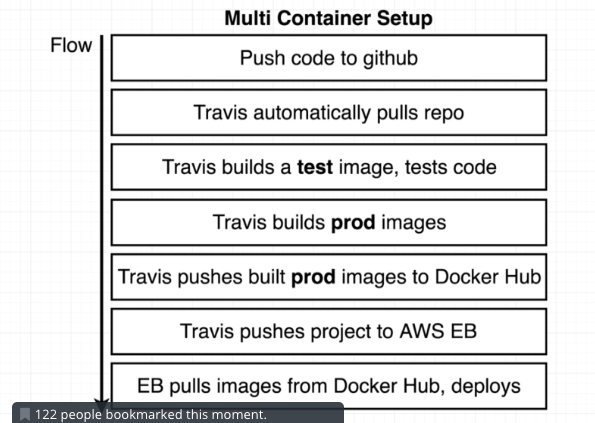 Multi Container Setup
Flow
Push code to github
Travis automatically pulls repo
Travis builds a test image, tests code
Travis builds prod images
Travis pushes built prod images to Docker Hub
Travis pushes project to AWS EB
EB pulls images from Docker Hub, deploys
122 people bookmarked this moment.